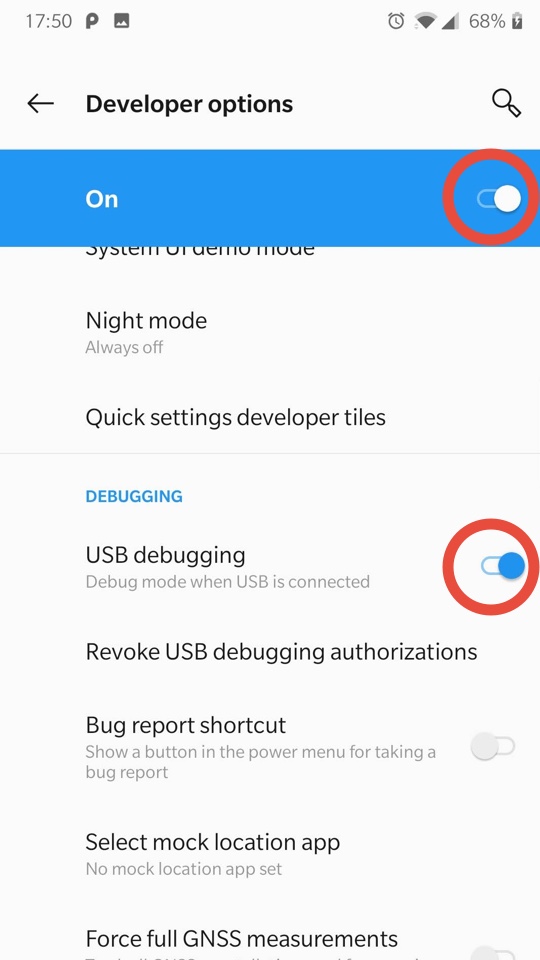 17:50 68%
Developer options
On
System UI demo mode
Night mode
Always off
Quick settings developer tiles
DEBUGGING
USB debugging
Debug mode when USB is connected
Revoke USB debugging authorizations
Bug report shortcut
Show a button in the power menu for taking a
bug report
Select mock location app
No mock location app set
Force full GNSS measurements